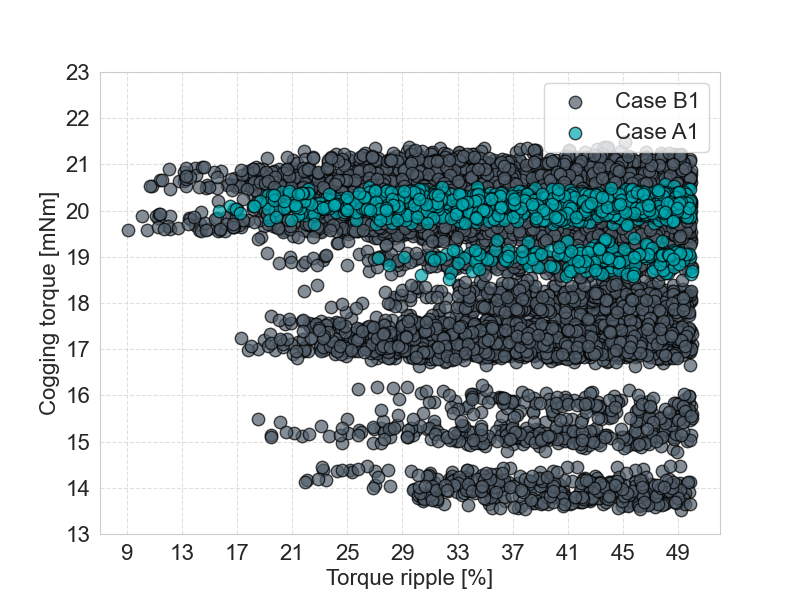 23
22
21
20
19
18
17
16
15
14
13
Cogging torque [mNm]
Case B1
Case A1
9 13 17 21 25 29 33 37 41 45 49
Torque ripple [%]